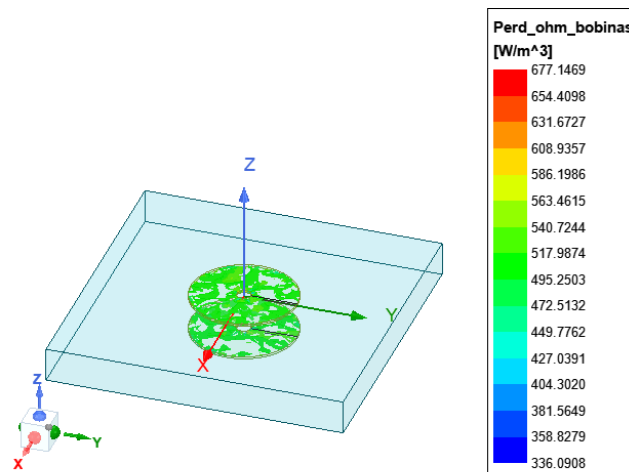 Perd_ohm_bobinas
[W/m^3]
677.1469
654.4098
631.6727
608.9357
586.1986
563.4615
540.7244
517.9874
495.2503
472.5132
449.7762
427.0391
404.3020
381.5649
358.8279
336.0908
Z
Y
X
Z
Y
X